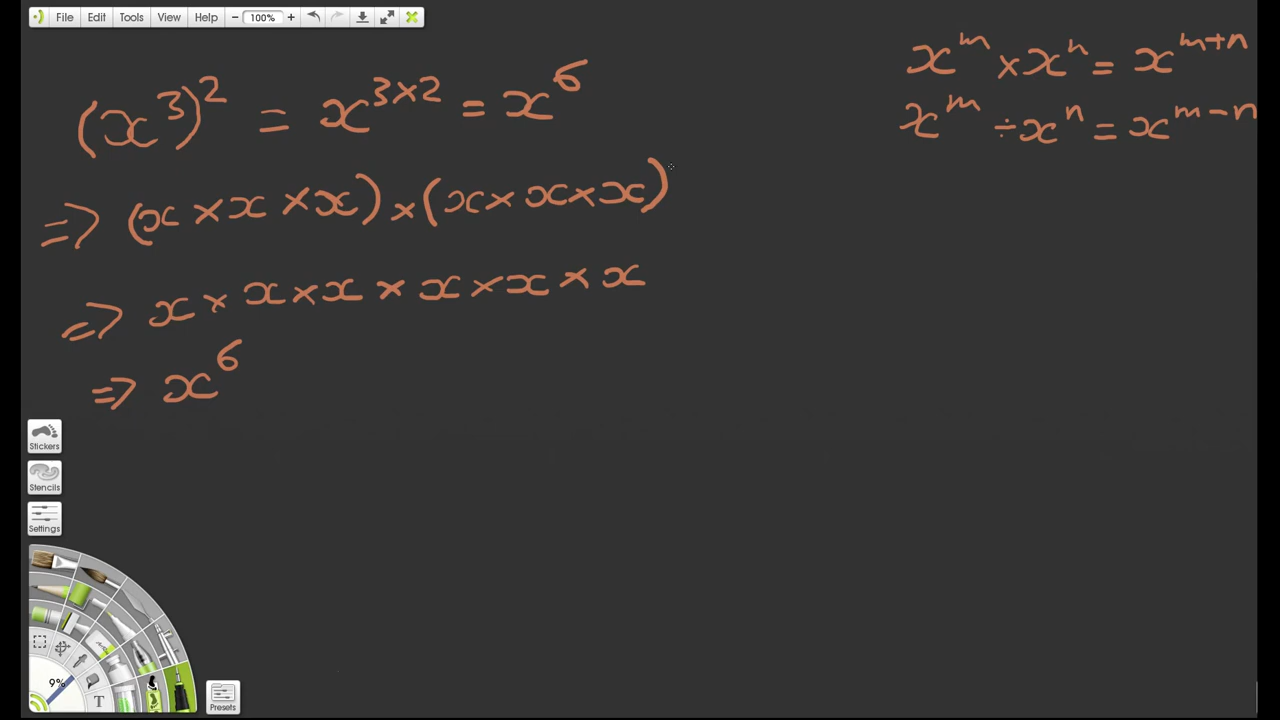 File Edit Tools View Help − 100% +
(x³)² = x³ˣ² = x⁶
⇒ (x × x × x) × (x × x × x)
⇒ x × x × x × x × x × x
⇒ x⁶
xᵐ × xⁿ = xᵐ⁺ⁿ
xᵐ ÷ xⁿ = xᵐ⁻ⁿ
Stickers
Stencils
Settings
9%
T
Presets